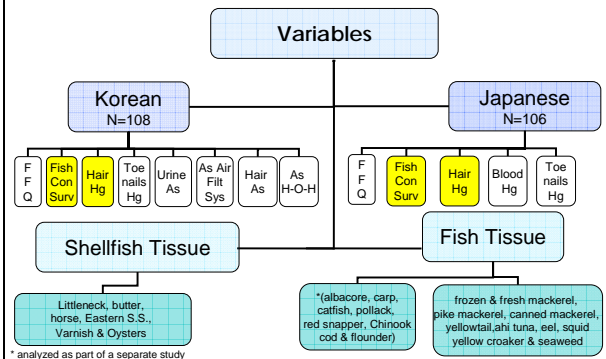 Variables
Korean
N=108
Japanese
N=106
F
F
Q
Fish
Con
Surv
Hair
Hg
Toe
nails
Hg
Urine
As
As Air
Filt
Sys
Hair
As
As
H-O-H
F
F
Q
Fish
Con
Surv
Hair
Hg
Blood
Hg
Toe
nails
Hg
Shellfish Tissue
Fish Tissue
Littleneck, butter,
horse, Eastern S.S.,
Varnish & Oysters
*(albacore, carp,
catfish, pollack,
red snapper, Chinook
cod & flounder)
frozen & fresh mackerel,
pike mackerel, canned mackerel,
yellowtail,ahi tuna, eel, squid
yellow croaker & seaweed
* analyzed as part of a separate study